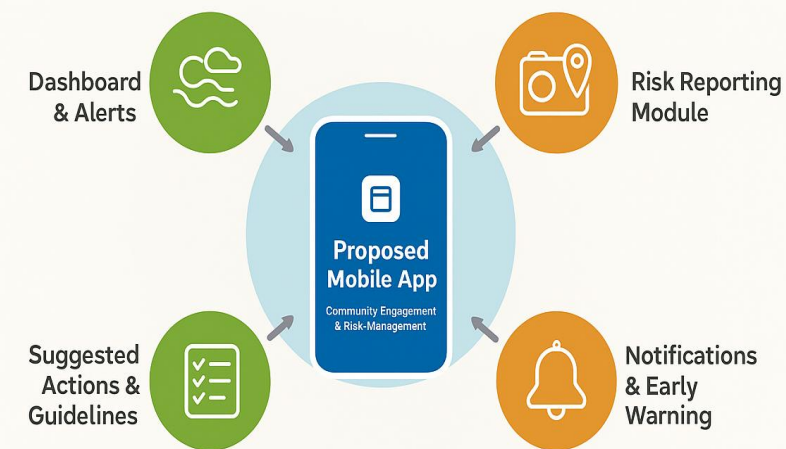 Dashboard
& Alerts
Risk Reporting
Module
Proposed
Mobile App
Community Engagement
& Risk-Management
Suggested
Actions &
Guidelines
Notifications
& Early
Warning